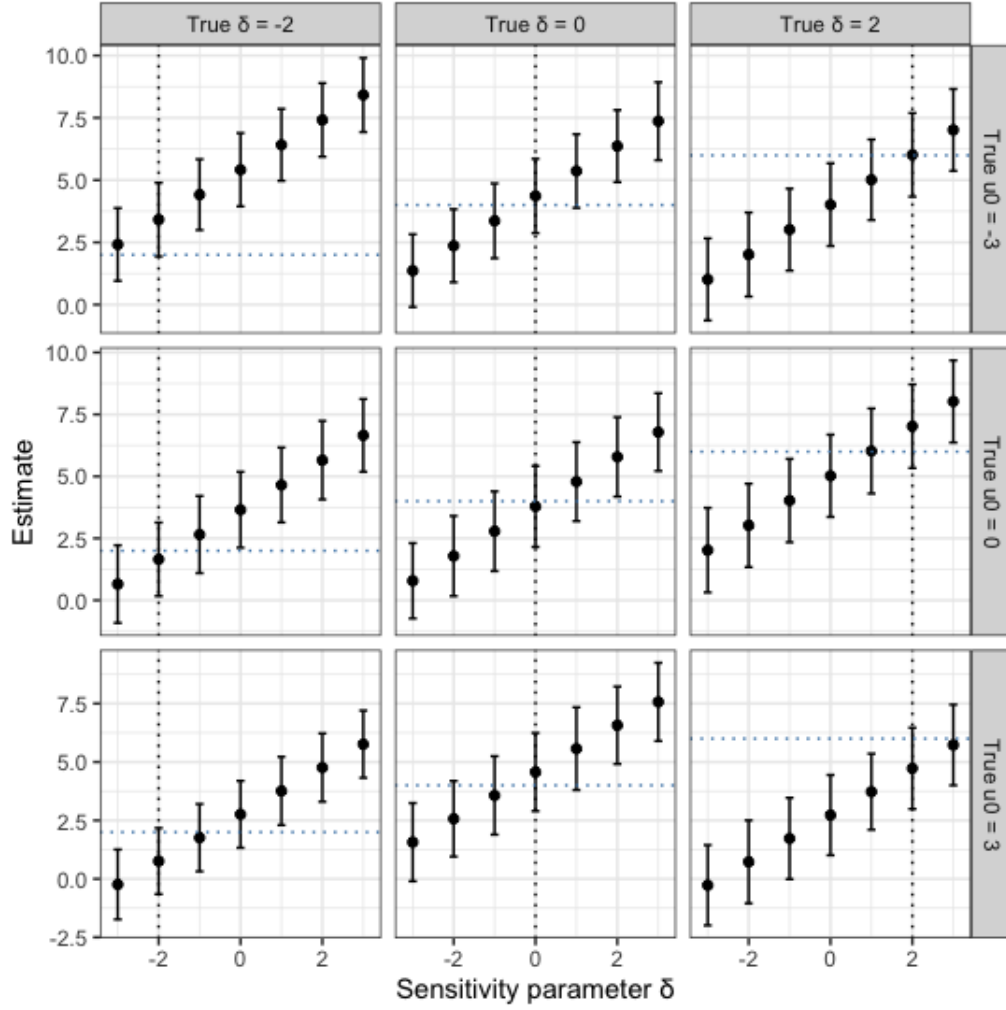 True δ = -2
True δ = 0
True δ = 2
10.0
7.5
5.0
2.5
0.0
True u0 = -3
10.0
7.5
5.0
2.5
0.0
True u0 = 0
7.5
5.0
2.5
0.0
-2.5
True u0 = 3
Estimate
-2 0 2
-2 0 2
-2 0 2
Sensitivity parameter δ